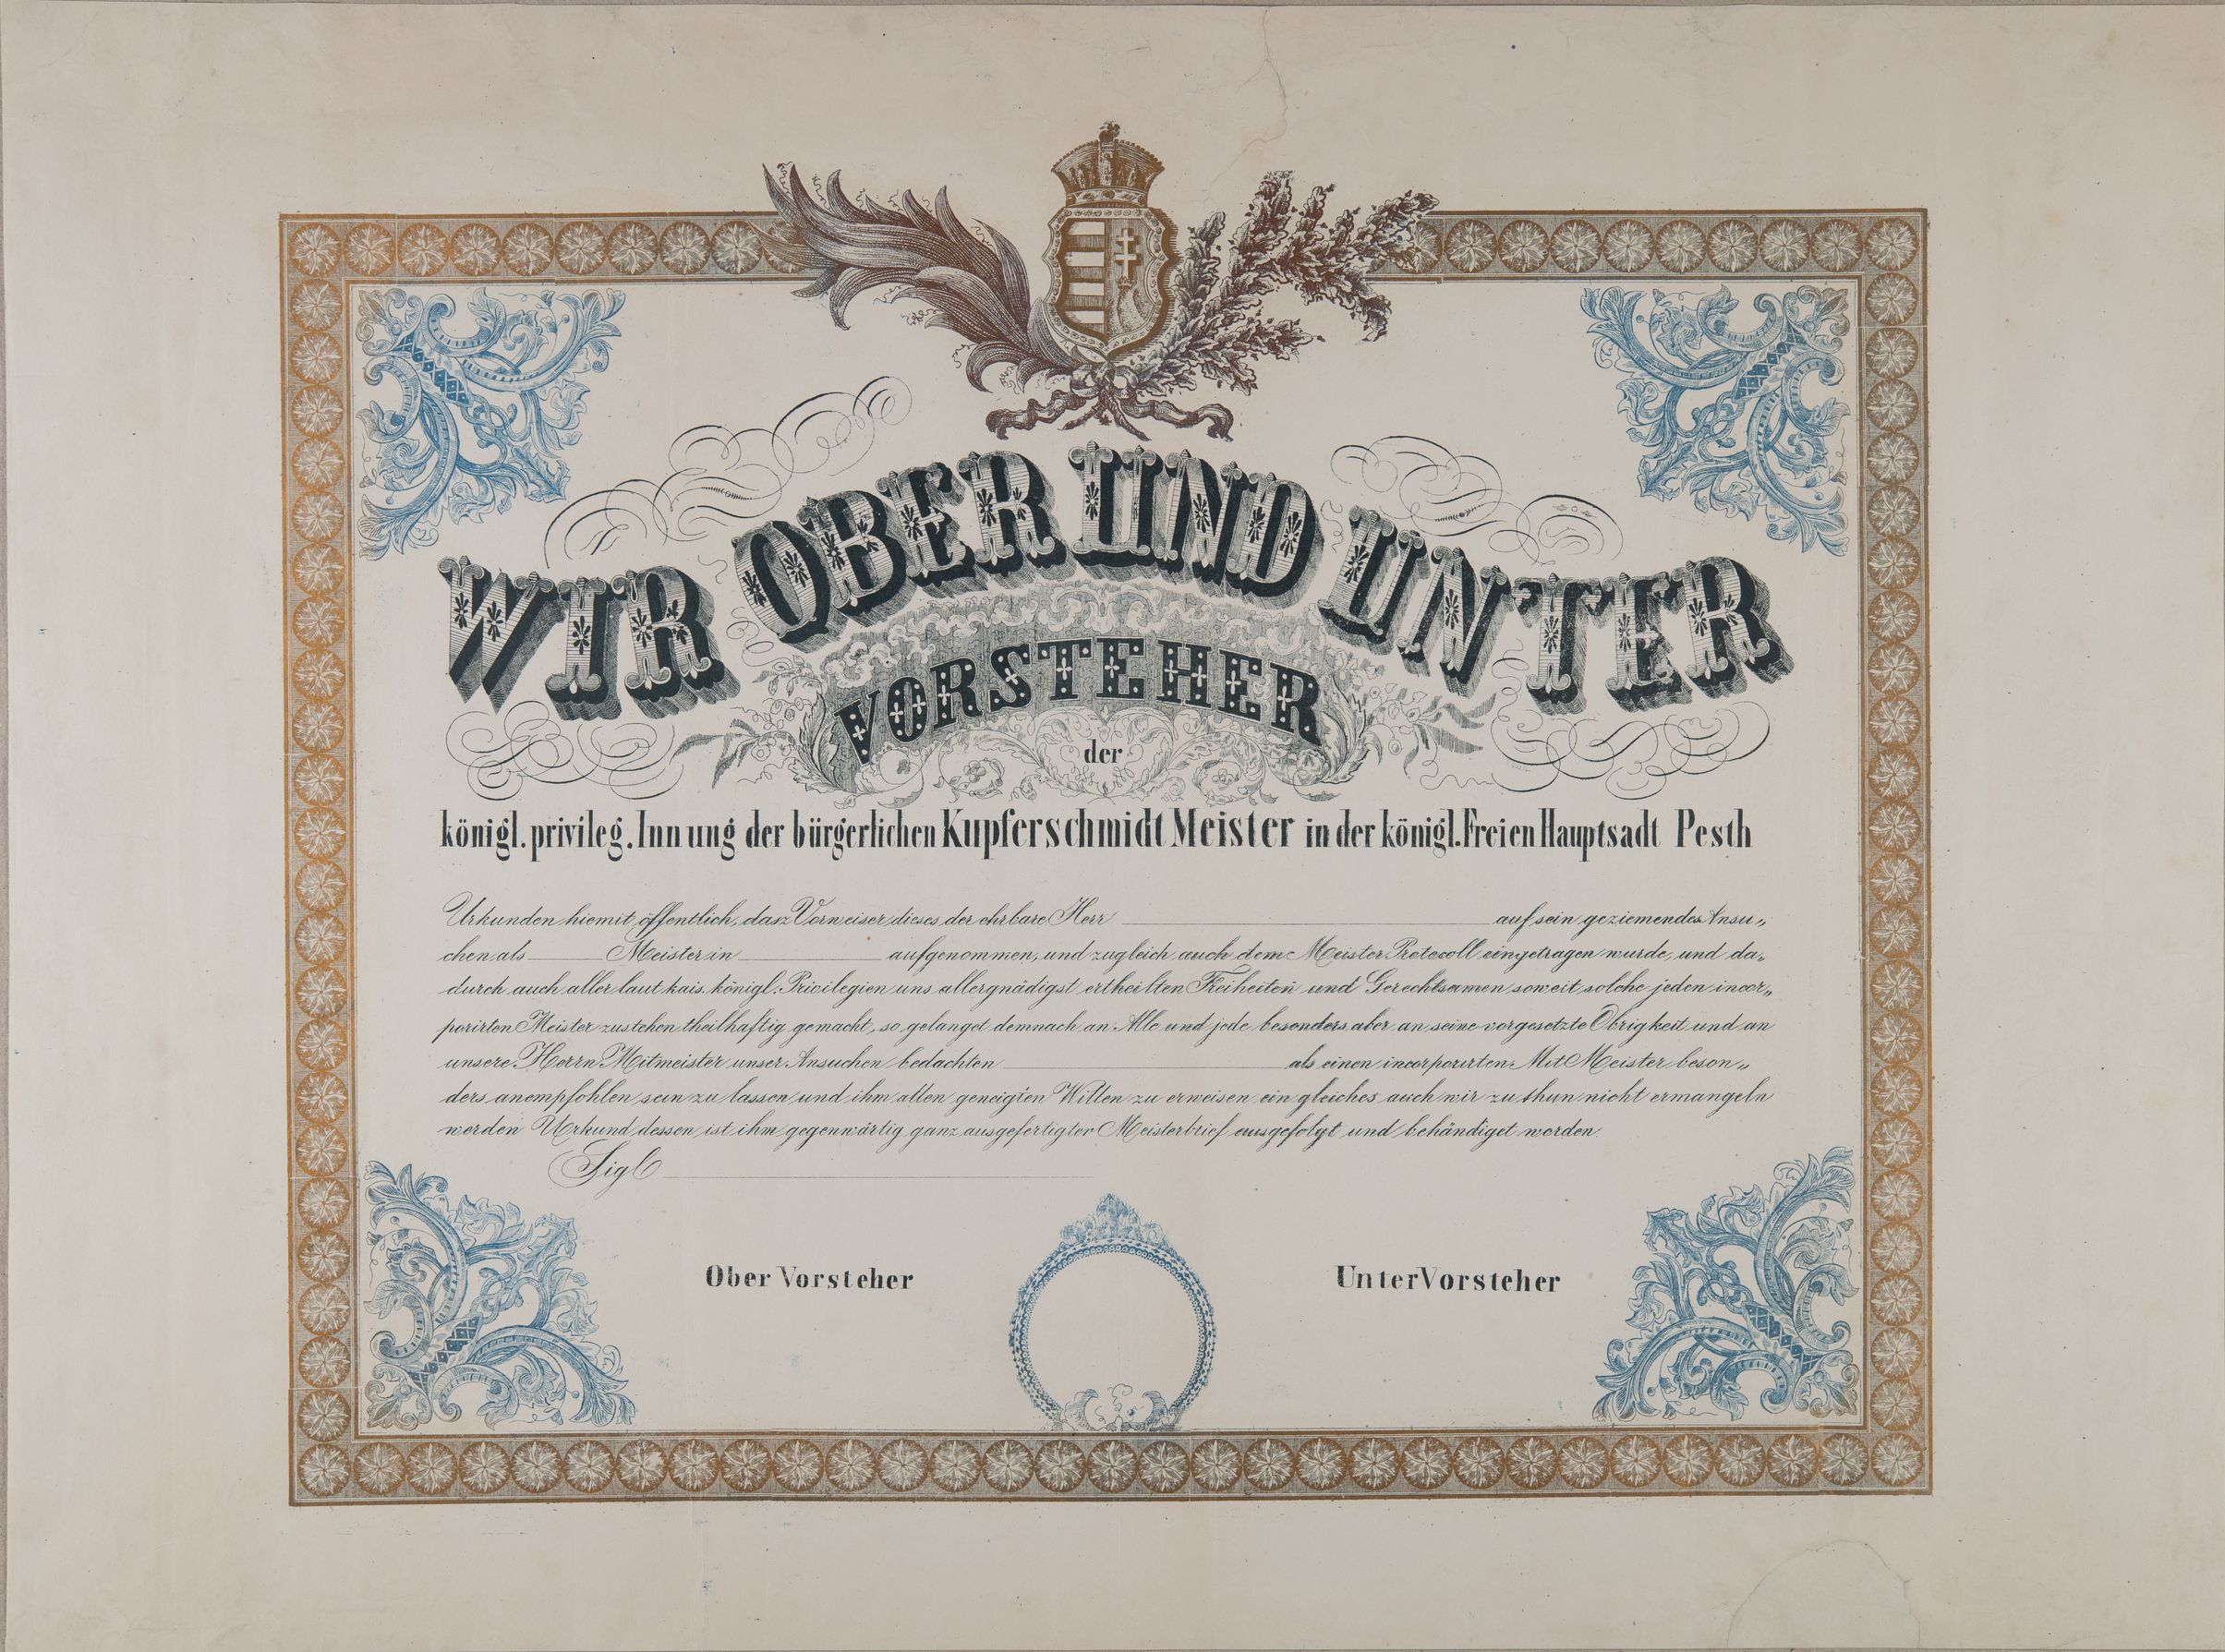 WIR OBER UND UNTER
VORSTEHER
der
königl. privileg. Innung der bürgerlichen Kupferschmidt Meister in der königl. Freien Hauptsadt Pesth
Urkunden hiemit öffentlich, dasz Vorweiser dieses der ehrbare Herr auf sein geziemendes Ansu„
chen als Meister in aufgenommen, und zugleich auch dem Meister Protocoll eingetragen wurde, und da„
durch auch aller laut kais. königl. Privilegien uns allergnädigst ertheilten Freiheiten und Gerechtsamen soweit solche jeden incor„
porirten Meister zustehen theilhaftig gemacht, so gelanget demnach an Alle und jede besonders aber an seine vorgesetzte Obrigkeit und an
unsere Herrn Mitmeister unser Ansuchen bedachten als einen incorporirten Mit Meister beson„
ders anempfohlen sein zu lassen und ihm allen geneigten Willen zu erweisen ein gleiches auch wir zu thun nicht ermangeln
werden Urkund dessen ist ihm gegenwärtig ganz ausgefertigter Meisterbrief ausgefolgt und behändiget worden
Sigl
Ober Vorsteher UnterVorsteher